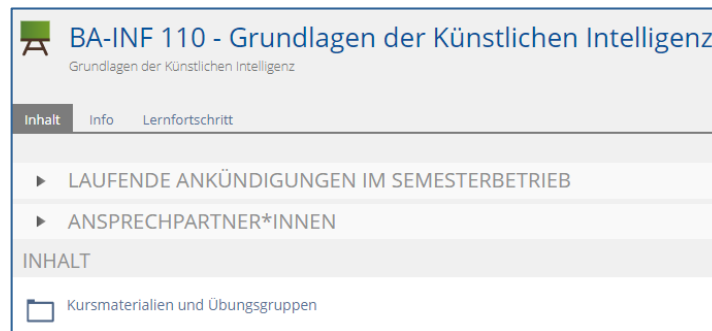 BA-INF 110 - Grundlagen der Künstlichen Intelligenz
Grundlagen der Künstlichen Intelligenz
Inhalt Info Lernfortschritt
LAUFENDE ANKÜNDIGUNGEN IM SEMESTERBETRIEB
ANSPRECHPARTNER*INNEN
INHALT
Kursmaterialien und Übungsgruppen